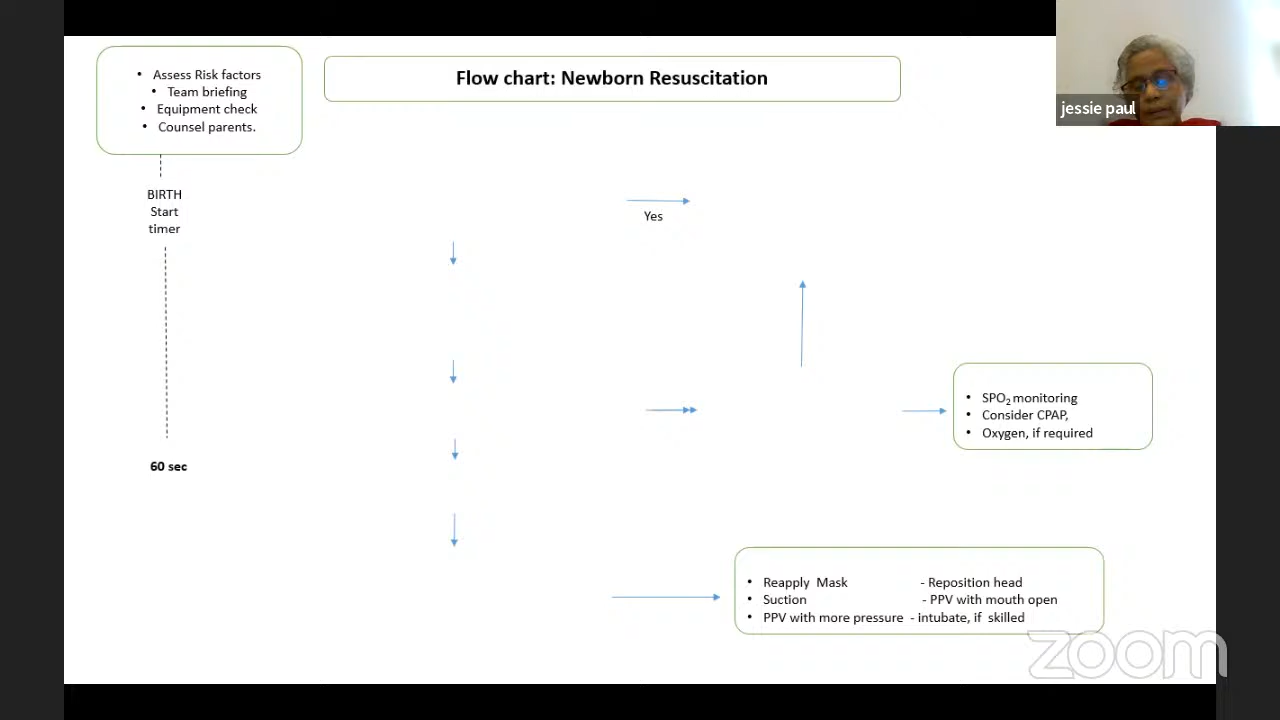 • Assess Risk factors
• Team briefing
• Equipment check
• Counsel parents.
Flow chart: Newborn Resuscitation
jessie paul
BIRTH
Start
timer
Yes
• SPO₂ monitoring
• Consider CPAP,
• Oxygen, if required
60 sec
• Reapply Mask - Reposition head
• Suction - PPV with mouth open
• PPV with more pressure - intubate, if skilled
zoom